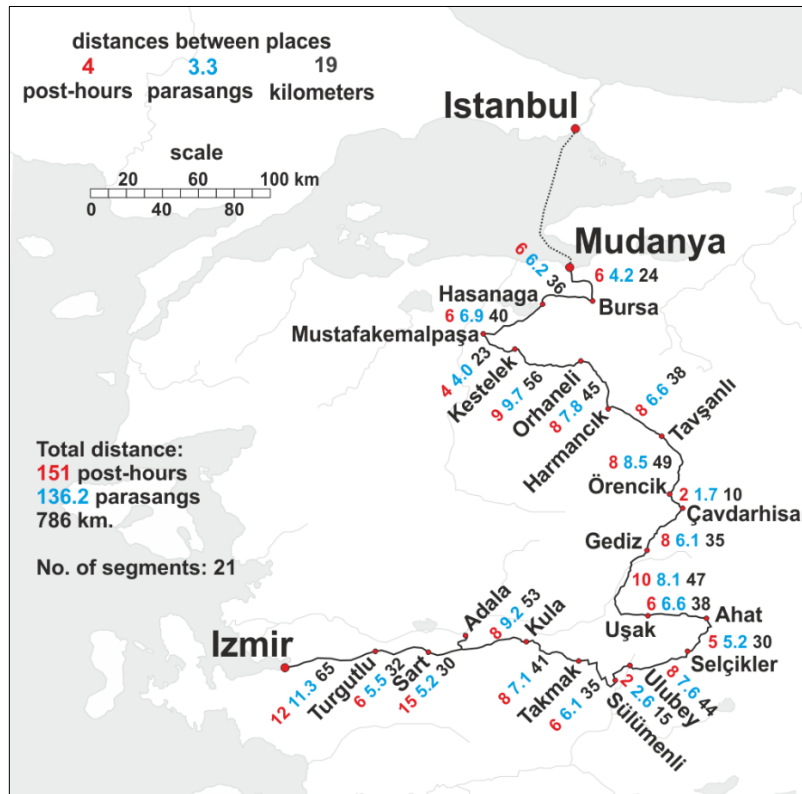 distances between places
4 3.3 19
post-hours parasangs kilometers
scale
20 60 100 km
0 40 80
Istanbul
Mudanya
6 6.2 36
6 4.2 24
Hasanaga
Bursa
6 6.9 40
Mustafakemalpaşa
4 4.0 23
Kestelek
9 9.7 56
Orhaneli
8 7.8 45
Harmancık
8 6.6 38
Tavşanlı
8 8.5 49
Örencik
2 1.7 10
Çavdarhisa
Gediz
8 6.1 35
10 8.1 47
6 6.6 38
Uşak
Ahat
5 5.2 30
Selçikler
8 7.6 44
Ulubey
2 2.6 15
Sülümenli
6 6.1 35
Takmak
8 7.1 41
Kula
8 9.2 53
Adala
15 5.2 30
Sart
6 5.5 32
Turgutlu
12 11.3 65
Izmir
Total distance:
151 post-hours
136.2 parasangs
786 km.
No. of segments: 21